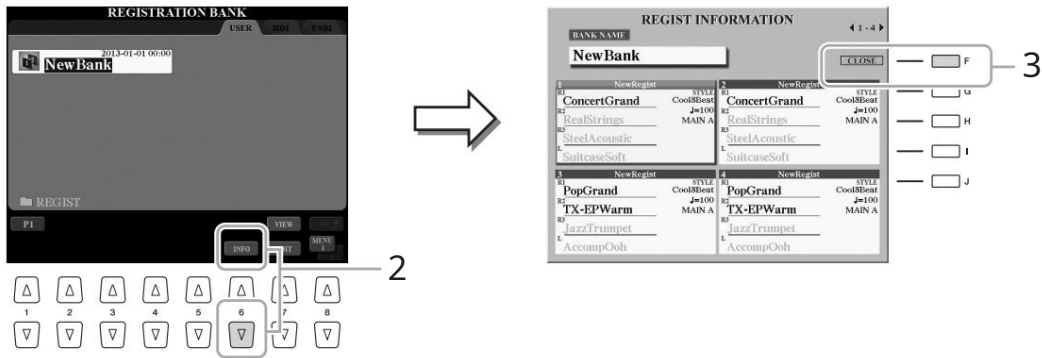 REGISTRATION BANK
USER HD1 USB1
2013-01-01 00:00
NewBank
REGIST
P1
VIEW
INFO
MENU 1
1 2 3 4 5 6 7 8
2
REGIST INFORMATION
BANK NAME
1 - 4
NewBank
CLOSE
F
3
G
H
I
J
1 NewRegist
R1 STYLE
ConcertGrand Cool8Beat
R2 ♩=100
RealStrings MAIN A
R3
SteelAcoustic
L
SuitcaseSoft
2 NewRegist
R1 STYLE
ConcertGrand Cool8Beat
R2 ♩=100
RealStrings MAIN A
R3
SteelAcoustic
L
SuitcaseSoft
3 NewRegist
R1 STYLE
PopGrand Cool8Beat
R2 ♩=100
TX-EPWarm MAIN A
R3
JazzTrumpet
L
AccompOoh
4 NewRegist
R1 STYLE
PopGrand Cool8Beat
R2 ♩=100
TX-EPWarm MAIN A
R3
JazzTrumpet
L
AccompOoh